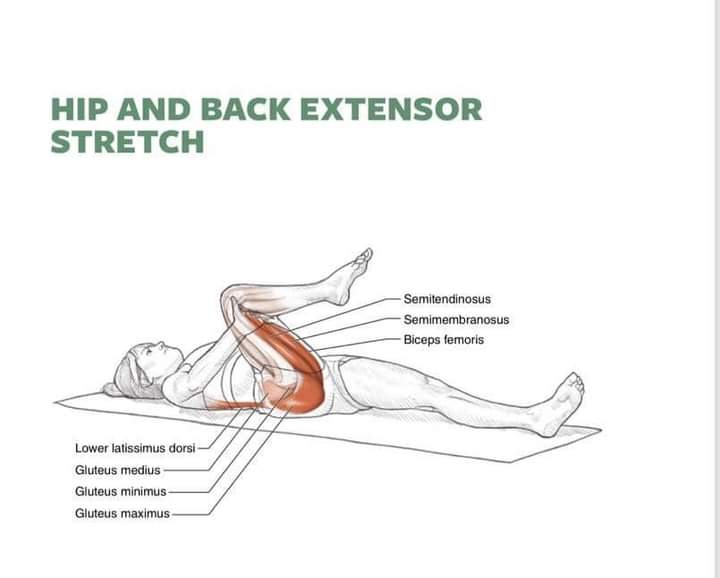 HIP AND BACK EXTENSOR
STRETCH
Semitendinosus
Semimembranosus
Biceps femoris
Lower latissimus dorsi
Gluteus medius
Gluteus minimus
Gluteus maximus